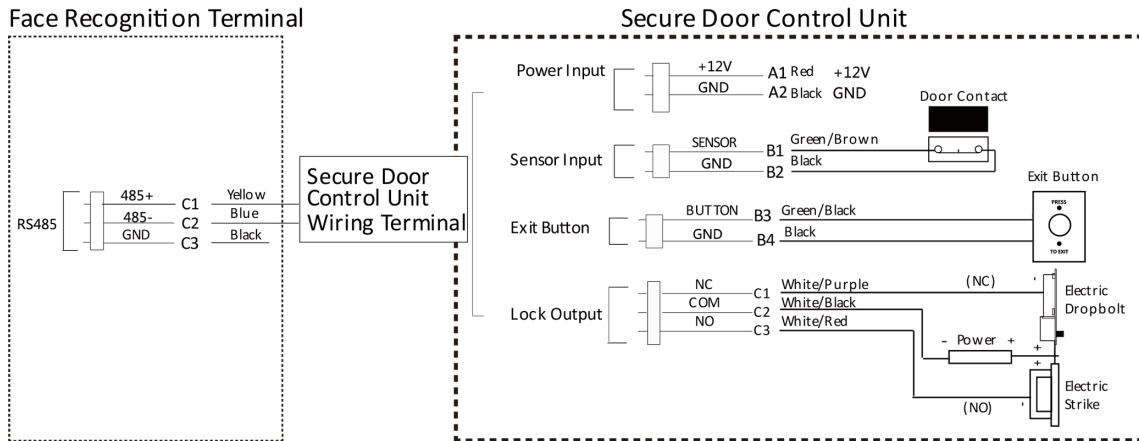 Face Recognition Terminal
Secure Door Control Unit
RS485
485+ C1 Yellow
485- C2 Blue
GND C3 Black
Secure Door
Control Unit
Wiring Terminal
Power Input
+12V A1 Red +12V
GND A2 Black GND
Door Contact
Sensor Input
SENSOR B1 Green/Brown
GND B2 Black
Exit Button
Exit Button
BUTTON B3 Green/Black
GND B4 Black
PRESS
TO EXIT
Lock Output
NC C1 White/Purple (NC)
COM C2 White/Black
NO C3 White/Red
Electric
Dropbolt
- Power + +
+
Electric
Strike
- (NO) -